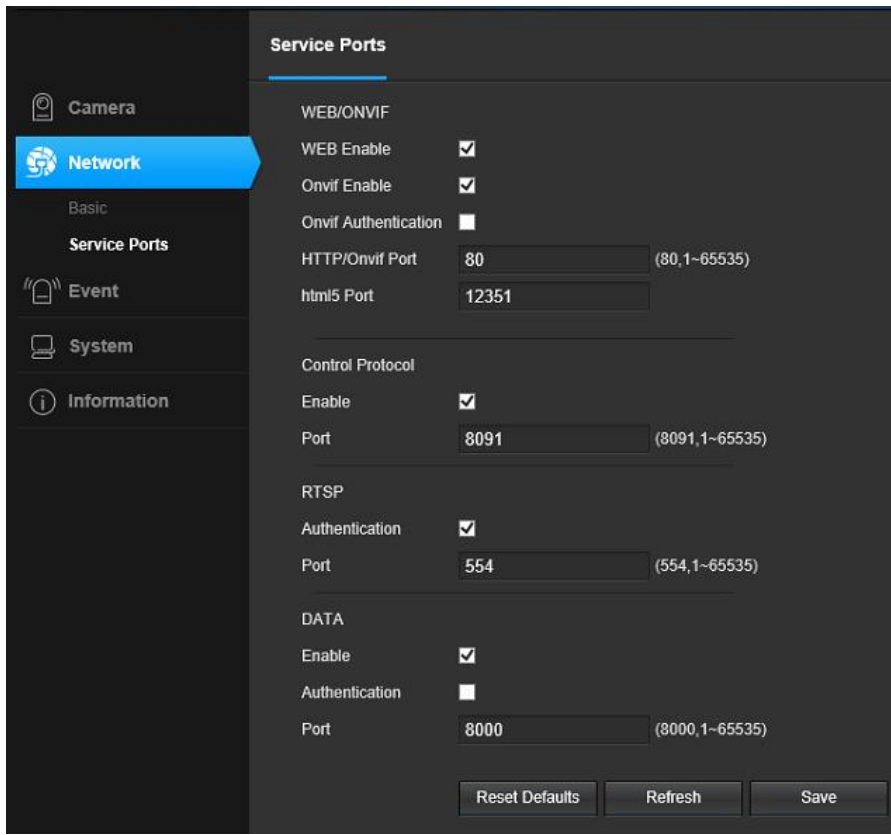 Service Ports
Camera
Network
Basic
Service Ports
Event
System
Information
WEB/ONVIF
WEB Enable
Onvif Enable
Onvif Authentication
HTTP/Onvif Port 80 (80,1~65535)
html5 Port 12351
Control Protocol
Enable
Port 8091 (8091,1~65535)
RTSP
Authentication
Port 554 (554,1~65535)
DATA
Enable
Authentication
Port 8000 (8000,1~65535)
Reset Defaults Refresh Save